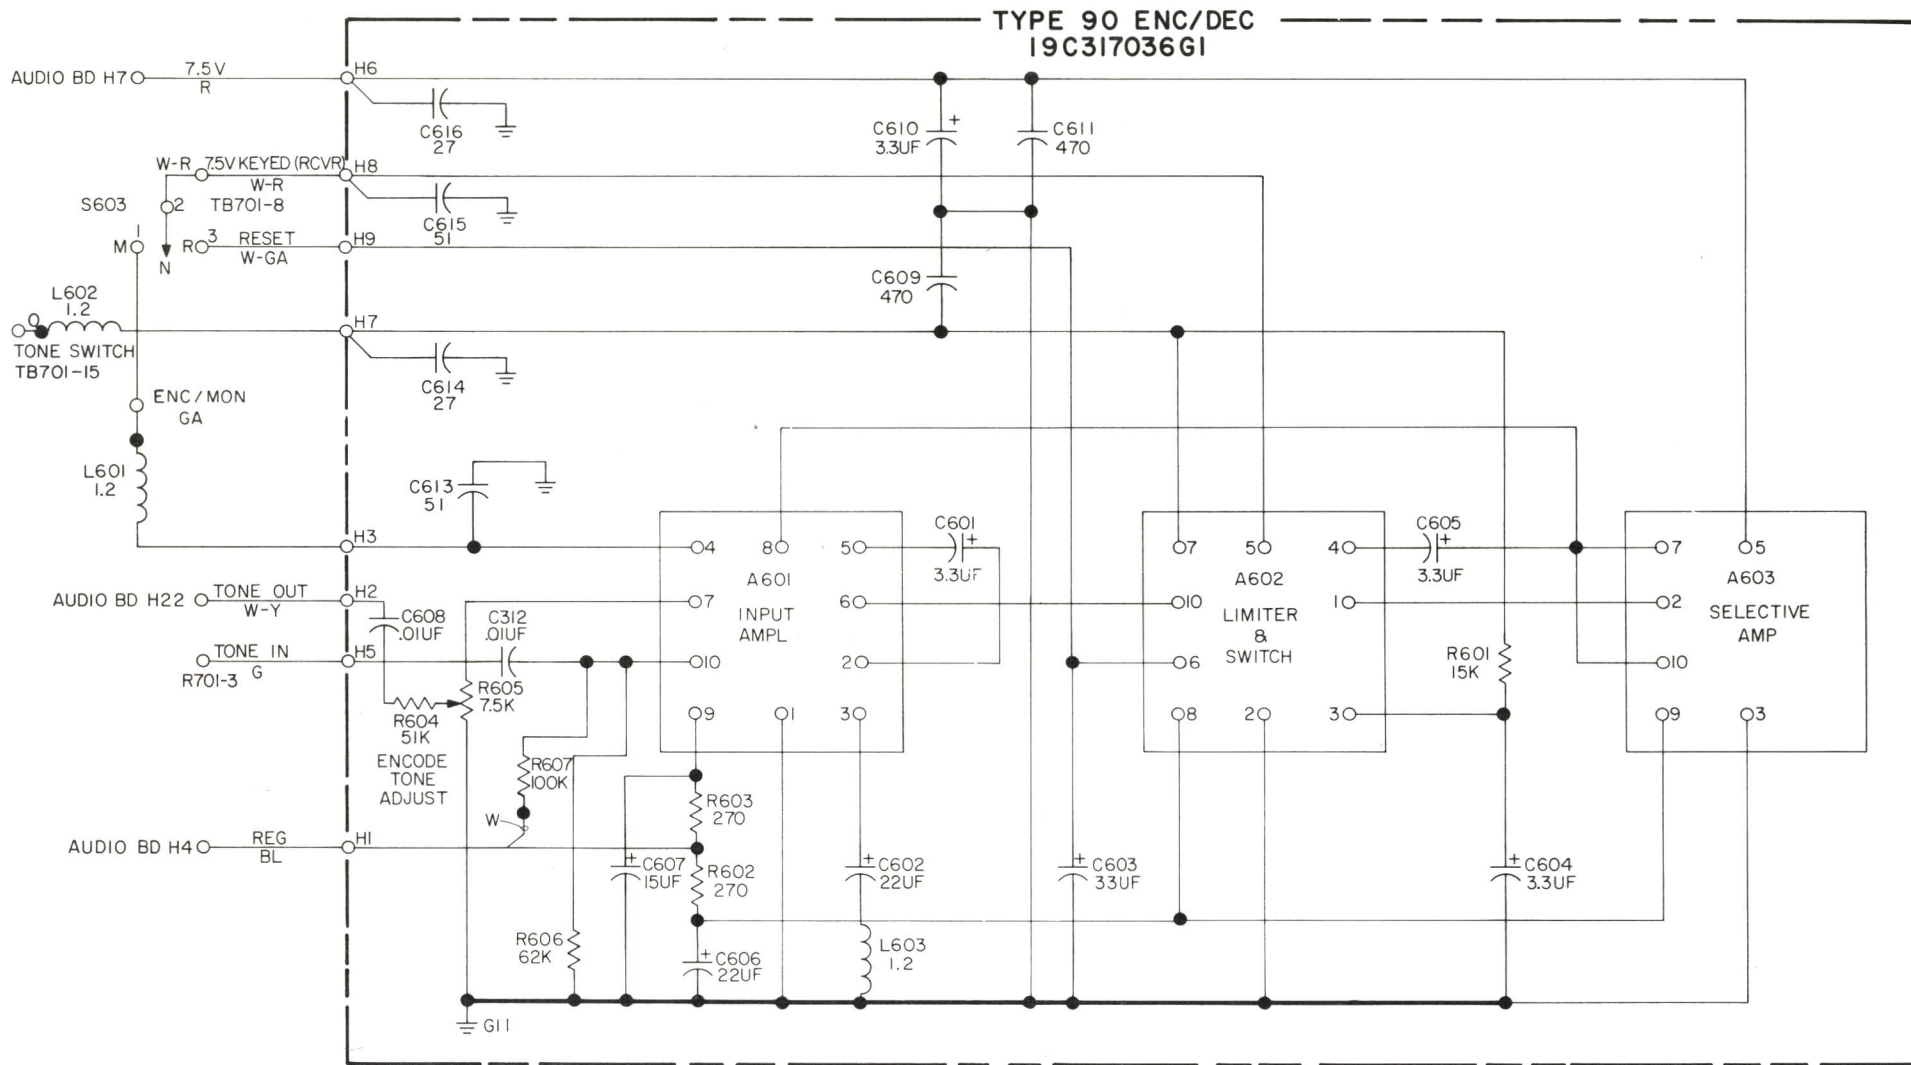 TYPE 90 ENC/DEC
19C317036G1
AUDIO BD H7
7.5V
R
H6
C616
27
C610
3.3UF
+
C611
470
W-R
7.5V KEYED (RCVR)
W-R
H8
S603
2
TB701-8
C615
51
1
M
N
R
3
RESET
W-GA
H9
C609
470
L602
1.2
O
H7
TONE SWITCH
TB701-15
C614
27
ENC/MON
GA
L601
1.2
C613
51
H3
4
8
5
A601
INPUT
AMPL
7
6
10
2
9
1
3
C601
+
3.3UF
7
5
4
A602
LIMITER
&
SWITCH
10
1
6
8
2
3
C605
+
3.3UF
7
5
A603
SELECTIVE
AMP
2
10
9
3
AUDIO BD H22
TONE OUT
W-Y
H2
C608
.01UF
C312
.01UF
TONE IN
G
R701-3
H5
R605
7.5K
R604
51K
ENCODE
TONE
ADJUST
R607
100K
W
R601
15K
R603
270
AUDIO BD H4
REG
BL
H1
+
C607
15UF
R602
270
+
C602
22UF
+
C603
33UF
+
C604
3.3UF
R606
62K
+
C606
22UF
L603
1.2
G11